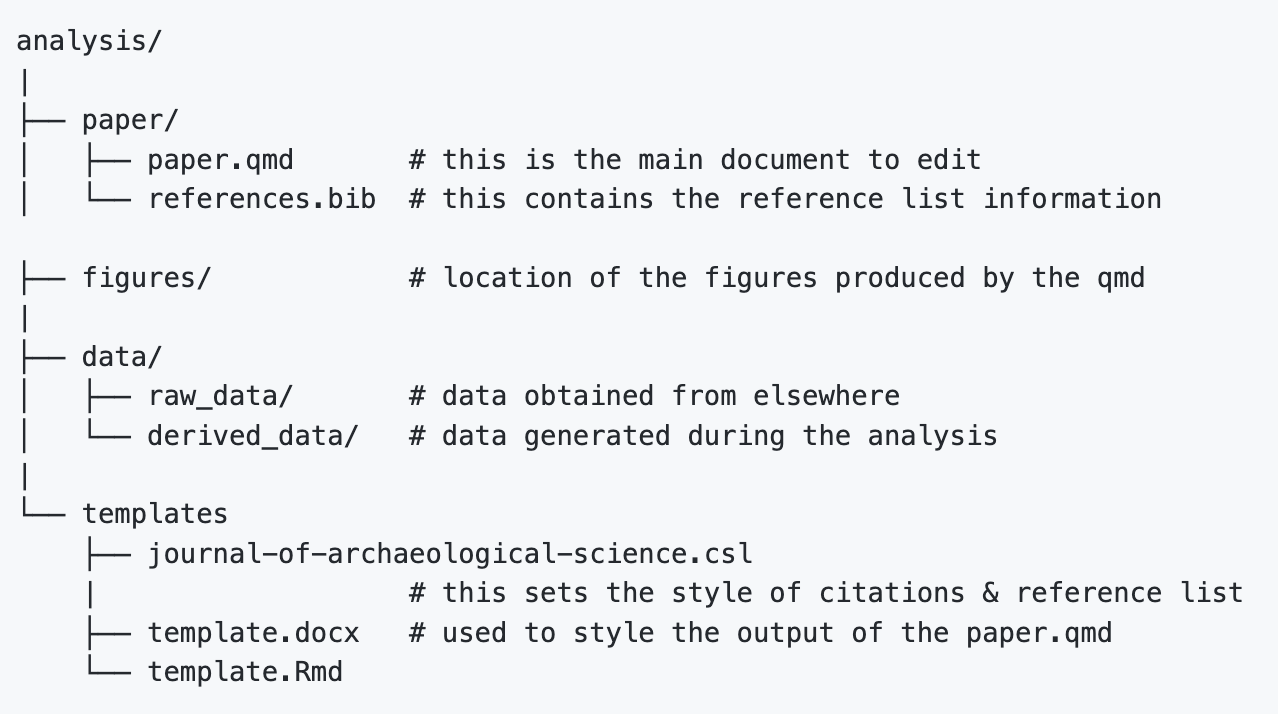 analysis/
|
├── paper/
│   ├── paper.qmd       # this is the main document to edit
│   └── references.bib  # this contains the reference list information

├── figures/            # location of the figures produced by the qmd
|
├── data/
│   ├── raw_data/       # data obtained from elsewhere
│   └── derived_data/   # data generated during the analysis
|
└── templates
    ├── journal-of-archaeological-science.csl
    |                   # this sets the style of citations & reference list
    ├── template.docx   # used to style the output of the paper.qmd
    └── template.Rmd